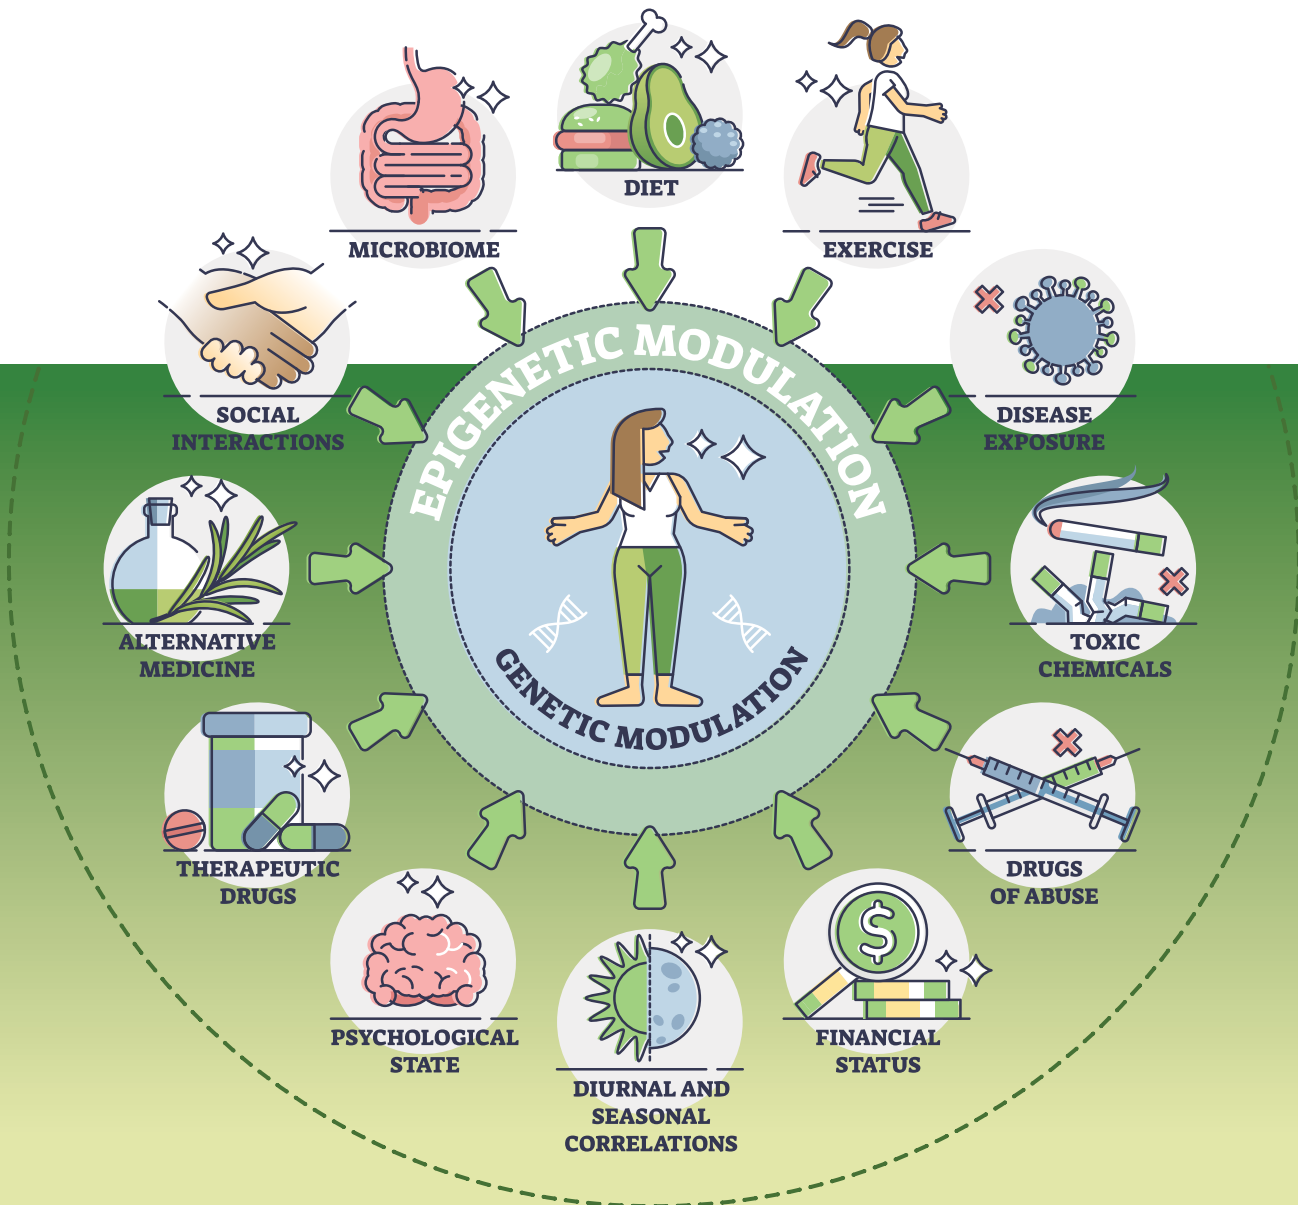 DIET
MICROBIOME
EXERCISE
SOCIAL
INTERACTIONS
DISEASE
EXPOSURE
EPIGENETIC MODULATION
ALTERNATIVE
MEDICINE
TOXIC
CHEMICALS
GENETIC MODULATION
THERAPEUTIC
DRUGS
DRUGS
OF ABUSE
$
PSYCHOLOGICAL
STATE
FINANCIAL
STATUS
DIURNAL AND
SEASONAL
CORRELATIONS